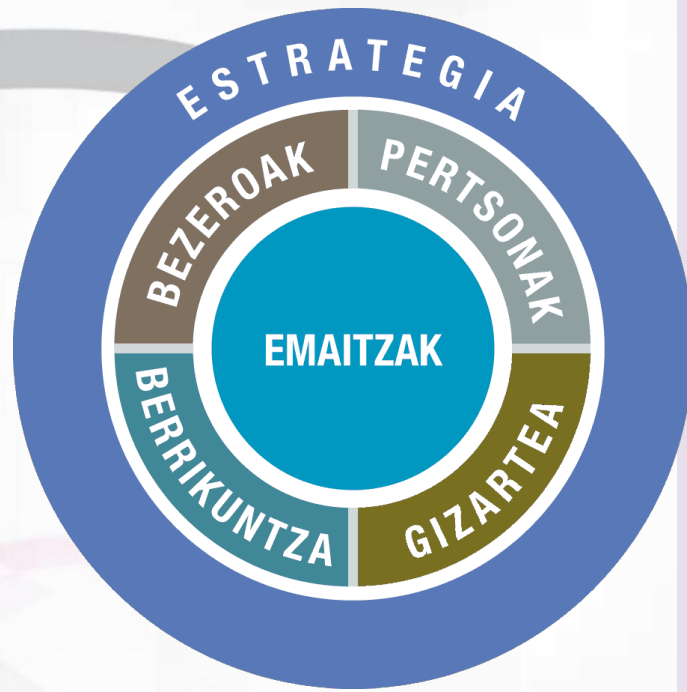 ESTRATEGIA
BEZEROAK
PERTSONAK
EMAITZAK
BERRIKUNTZA
GIZARTEA